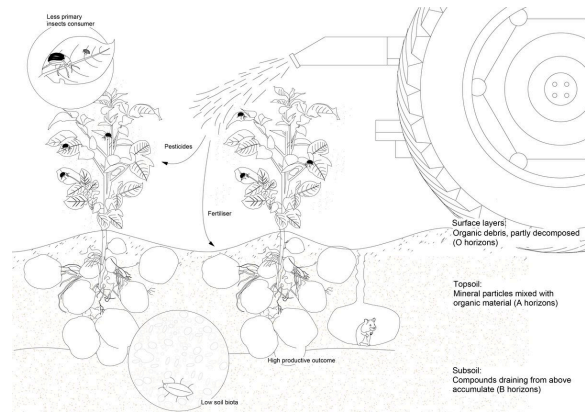 Less primary
insects consumer
Pesticides
Fertiliser
Surface layers:
Organic debris, partly decomposed
(O horizons)
Topsoil:
Mineral particles mixed with
organic material (A horizons)
High productive outcome
Subsoil:
Compounds draining from above
accumulate (B horizons)
Low soil biota